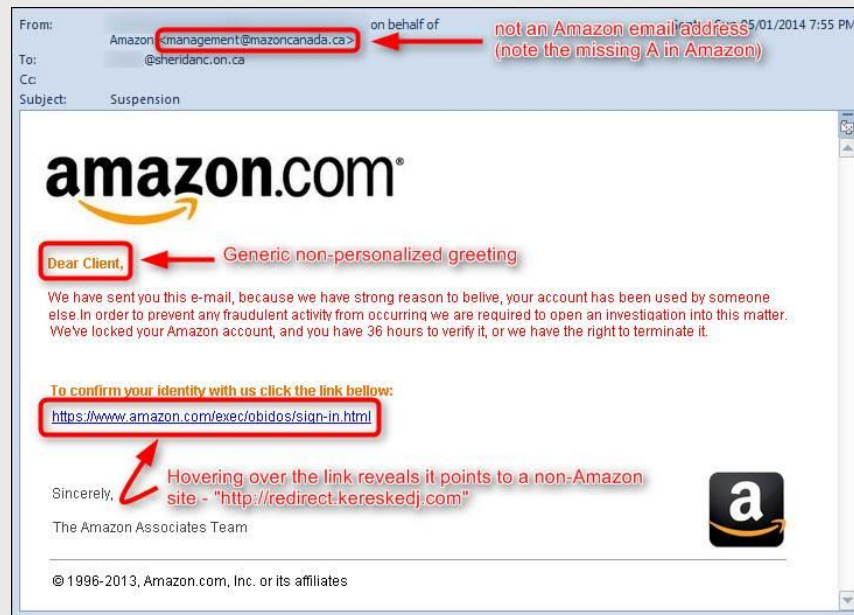 From: on behalf of
Amazon <management@mazoncanada.ca>
not an Amazon email address
(note the missing A in Amazon)
Sun 05/01/2014 7:55 PM
To: @sheridanc.on.ca
Cc:
Subject: Suspension
amazon.com®
Dear Client,
Generic non-personalized greeting
We have sent you this e-mail, because we have strong reason to belive, your account has been used by someone
else.In order to prevent any fraudulent activity from occurring we are required to open an investigation into this matter.
We've locked your Amazon account, and you have 36 hours to verify it, or we have the right to terminate it.
To confirm your identity with us click the link bellow:
https://www.amazon.com/exec/obidos/sign-in.html
Hovering over the link reveals it points to a non-Amazon
site - "http://redirect.kereskedj.com"
Sincerely,
The Amazon Associates Team
a
© 1996-2013, Amazon.com, Inc. or its affiliates